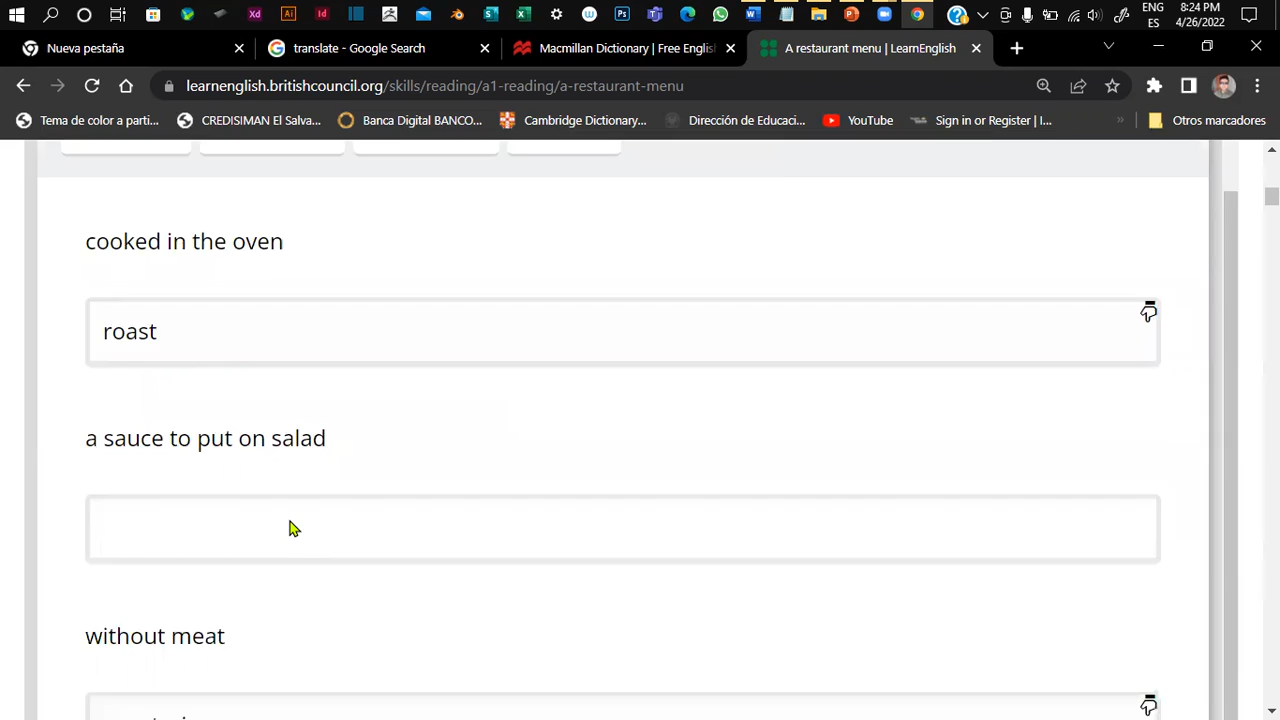 ENG 8:24 PM
ES 4/26/2022
Nueva pestaña translate - Google Search Macmillan Dictionary | Free Englis A restaurant menu | LearnEnglish
learnenglish.britishcouncil.org/skills/reading/a1-reading/a-restaurant-menu
Tema de color a parti... CREDISIMAN El Salva... Banca Digital BANCO... Cambridge Dictionary... Dirección de Educaci... YouTube Sign in or Register | I... » Otros marcadores
cooked in the oven
roast
a sauce to put on salad
without meat